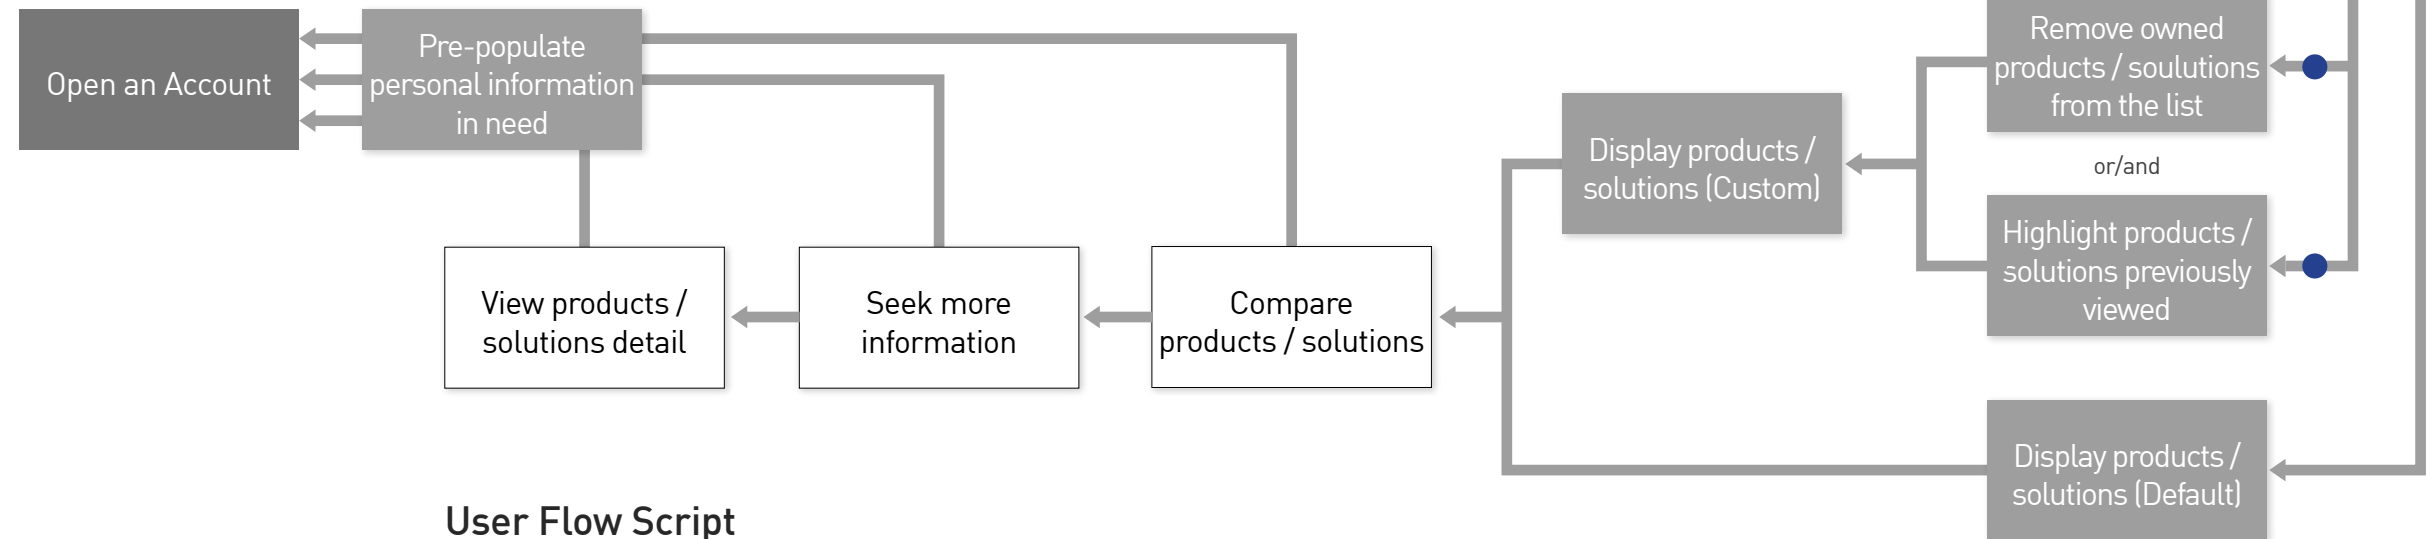 Open an Account
Pre-populate
personal information
in need
Remove owned
products / soulutions
from the list
or/and
Display products /
solutions (Custom)
Highlight products /
solutions previously
viewed
View products /
solutions detail
Seek more
information
Compare
products / solutions
Display products /
solutions (Default)
User Flow Script